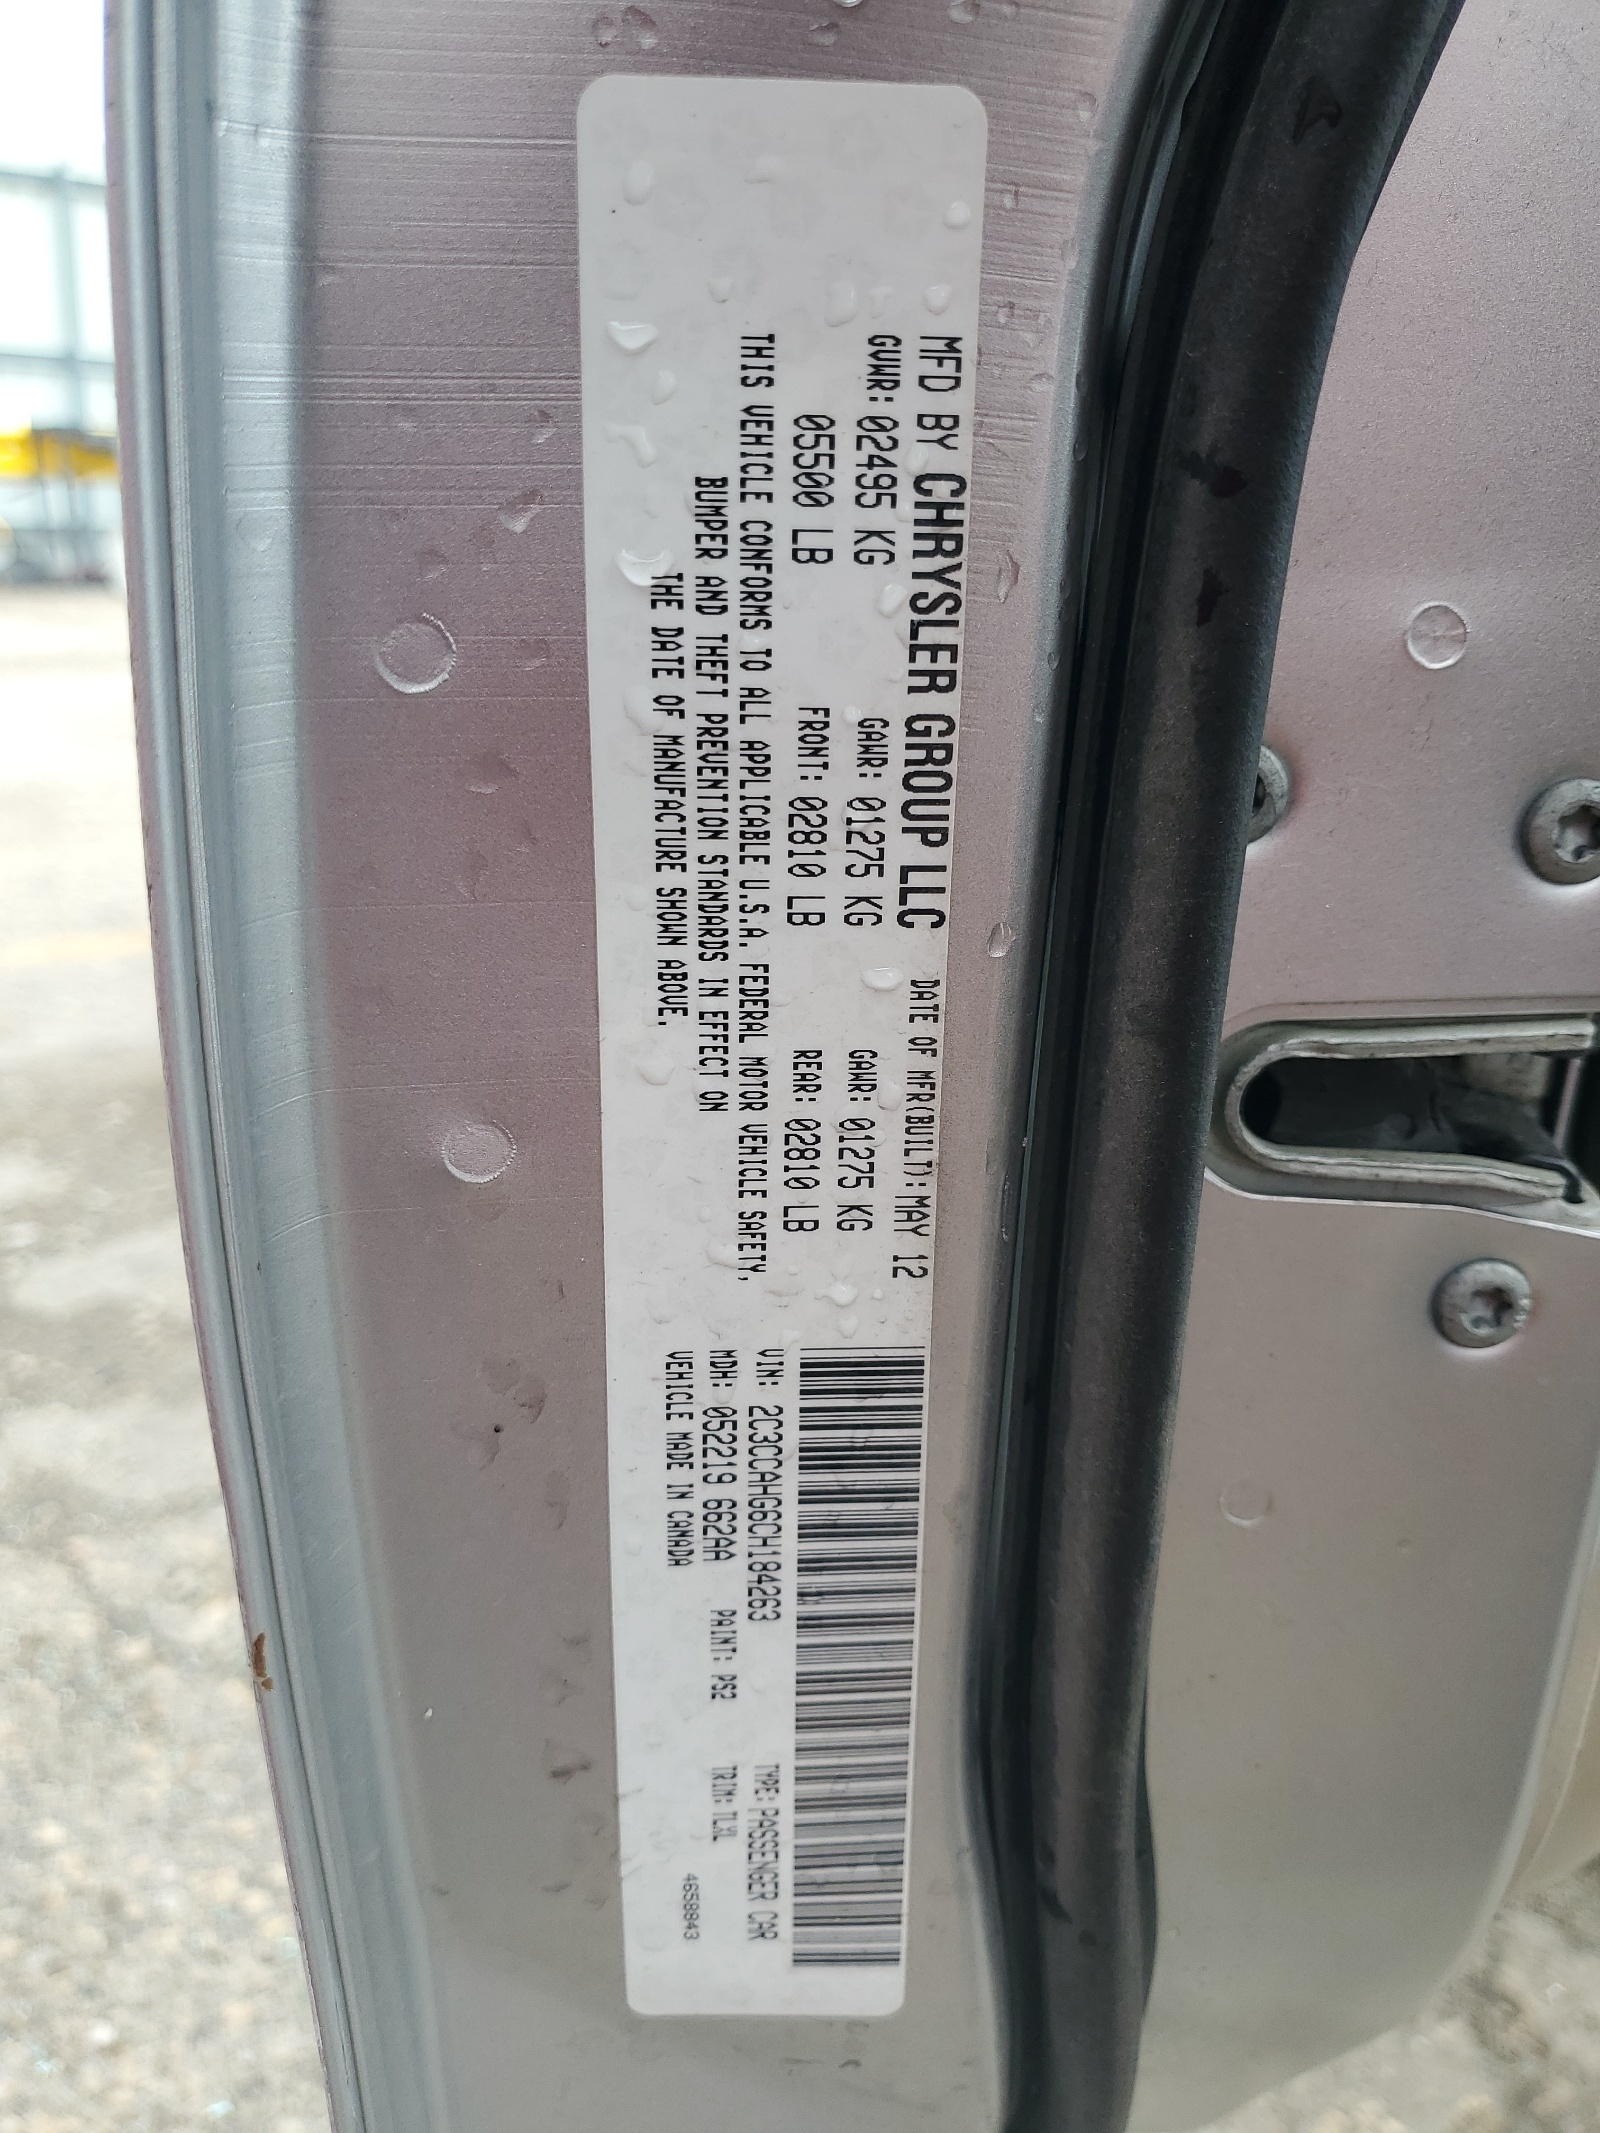 MFD BY CHRYSLER GROUP LLC DATE OF MFR(BUILT):MAY 12
GVWR: 02495 KG GAWR: 01275 KG GAWR: 01275 KG
05500 LB FRONT: 02810 LB REAR: 02810 LB
THIS VEHICLE CONFORMS TO ALL APPLICABLE U.S.A. FEDERAL MOTOR VEHICLE SAFETY,
BUMPER AND THEFT PREVENTION STANDARDS IN EFFECT ON
THE DATE OF MANUFACTURE SHOWN ABOVE.
VIN: 2C3CCAHG6CH184263 TYPE: PASSENGER CAR
MDH: 052219 662AA PAINT: PS2 TRIM: TLXL
VEHICLE MADE IN CANADA 4658843